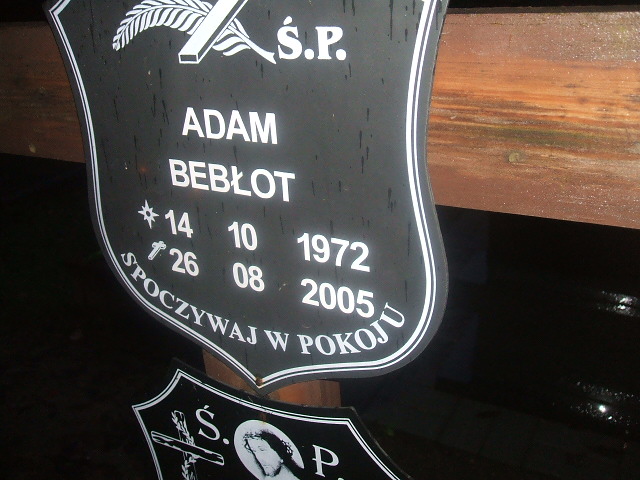 Ś.P.
ADAM
BEBŁOT
14 10 1972
26 08 2005
SPOCZYWAJ W POKOJU
Ś. P.